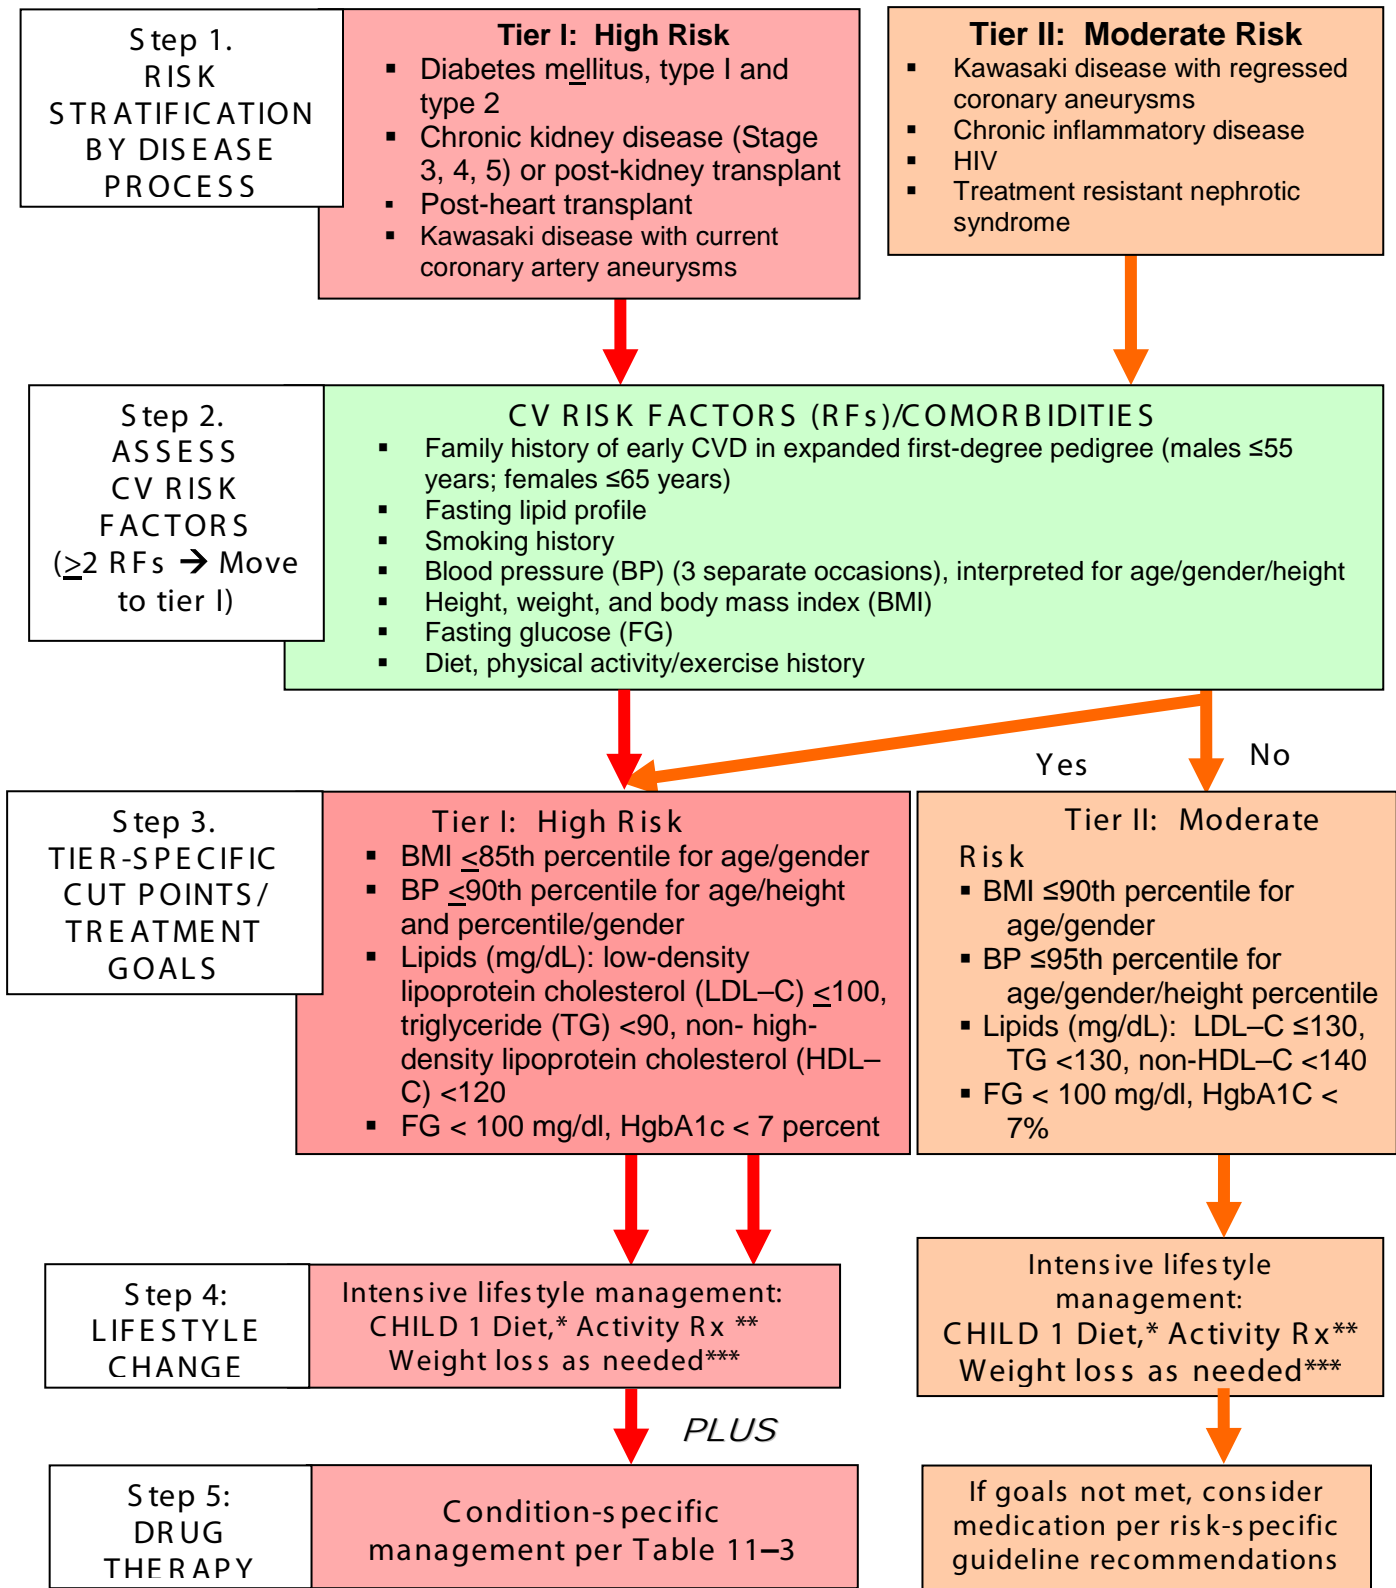 Step 1.
RISK
STRATIFICATION
BY DISEASE
PROCESS
Tier I: High Risk
▪ Diabetes mellitus, type I and
type 2
▪ Chronic kidney disease (Stage
3, 4, 5) or post-kidney transplant
▪ Post-heart transplant
▪ Kawasaki disease with current
coronary artery aneurysms
Tier II: Moderate Risk
▪ Kawasaki disease with regressed
coronary aneurysms
▪ Chronic inflammatory disease
▪ HIV
▪ Treatment resistant nephrotic
syndrome
Step 2.
ASSESS
CV RISK
FACTORS
(≥2 RFs → Move
to tier I)
CV RISK FACTORS (RFs)/COMORBIDITIES
▪ Family history of early CVD in expanded first-degree pedigree (males ≤55
years; females ≤65 years)
▪ Fasting lipid profile
▪ Smoking history
▪ Blood pressure (BP) (3 separate occasions), interpreted for age/gender/height
▪ Height, weight, and body mass index (BMI)
▪ Fasting glucose (FG)
▪ Diet, physical activity/exercise history
Yes
No
Step 3.
TIER-SPECIFIC
CUT POINTS/
TREATMENT
GOALS
Tier I: High Risk
▪ BMI ≤85th percentile for age/gender
▪ BP ≤90th percentile for age/height
and percentile/gender
▪ Lipids (mg/dL): low-density
lipoprotein cholesterol (LDL–C) ≤100,
triglyceride (TG) <90, non- high-
density lipoprotein cholesterol (HDL–
C) <120
▪ FG < 100 mg/dl, HgbA1c < 7 percent
Tier II: Moderate
Risk
▪ BMI ≤90th percentile for
age/gender
▪ BP ≤95th percentile for
age/gender/height percentile
▪ Lipids (mg/dL): LDL–C ≤130,
TG <130, non-HDL–C <140
▪ FG < 100 mg/dl, HgbA1C <
7%
Step 4:
LIFESTYLE
CHANGE
Intensive lifestyle management:
CHILD 1 Diet,* Activity Rx **
Weight loss as needed***
Intensive lifestyle
management:
CHILD 1 Diet,* Activity Rx**
Weight loss as needed***
PLUS
Step 5:
DRUG
THERAPY
Condition-specific
management per Table 11–3
If goals not met, consider
medication per risk-specific
guideline recommendations